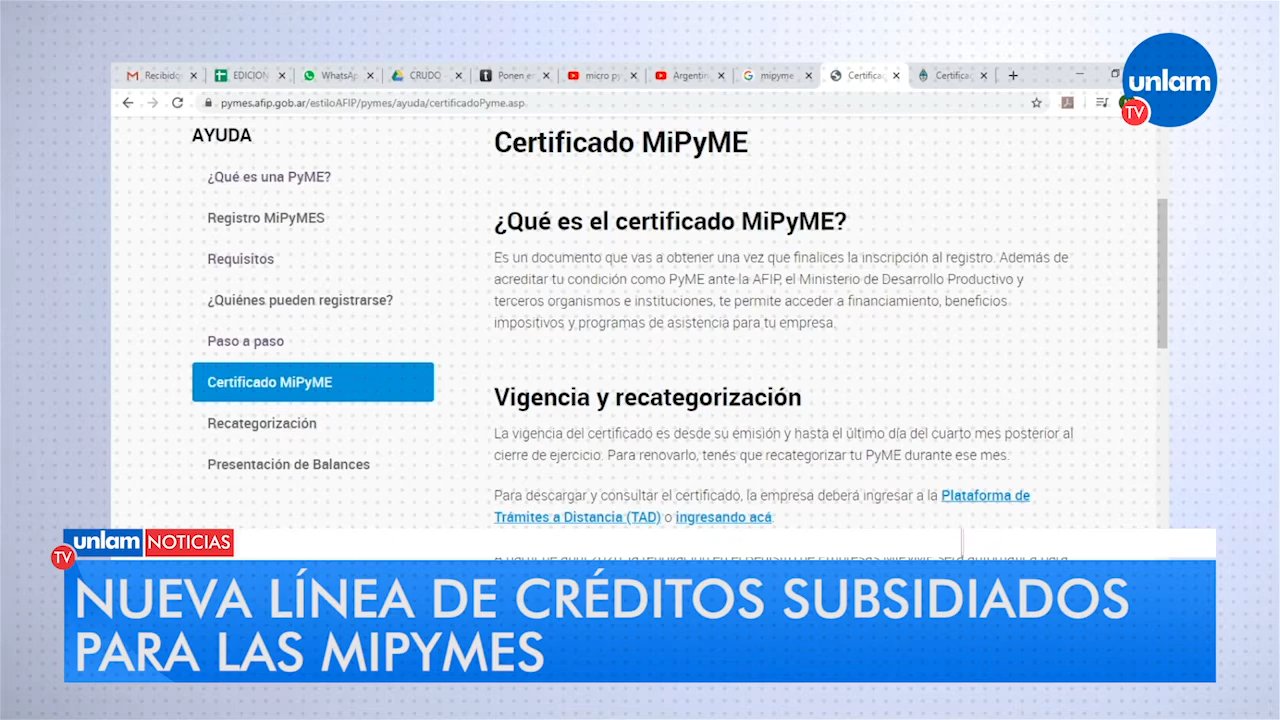 Recibido
EDICION
WhatsAp
CRUDO
Ponen e
micro py
Argentin
mipyme
Certifica
Certifica
pymes.afip.gob.ar/estiloAFIP/pymes/ayuda/certificadoPyme.asp
unlam
TV
AYUDA
¿Qué es una PyME?
Registro MiPyMES
Requisitos
¿Quiénes pueden registrarse?
Paso a paso
Certificado MiPyME
Recategorización
Presentación de Balances
Certificado MiPyME
¿Qué es el certificado MiPyME?
Es un documento que vas a obtener una vez que finalices la inscripción al registro. Además de
acreditar tu condición como PyME ante la AFIP, el Ministerio de Desarrollo Productivo y
terceros organismos e instituciones, te permite acceder a financiamiento, beneficios
impositivos y programas de asistencia para tu empresa.
Vigencia y recategorización
La vigencia del certificado es desde su emisión y hasta el último día del cuarto mes posterior al
cierre de ejercicio. Para renovarlo, tenés que recategorizar tu PyME durante ese mes.
Para descargar y consultar el certificado, la empresa deberá ingresar a la Plataforma de
Trámites a Distancia (TAD) o ingresando acá.
unlam NOTICIAS
TV
NUEVA LÍNEA DE CRÉDITOS SUBSIDIADOS
PARA LAS MIPYMES